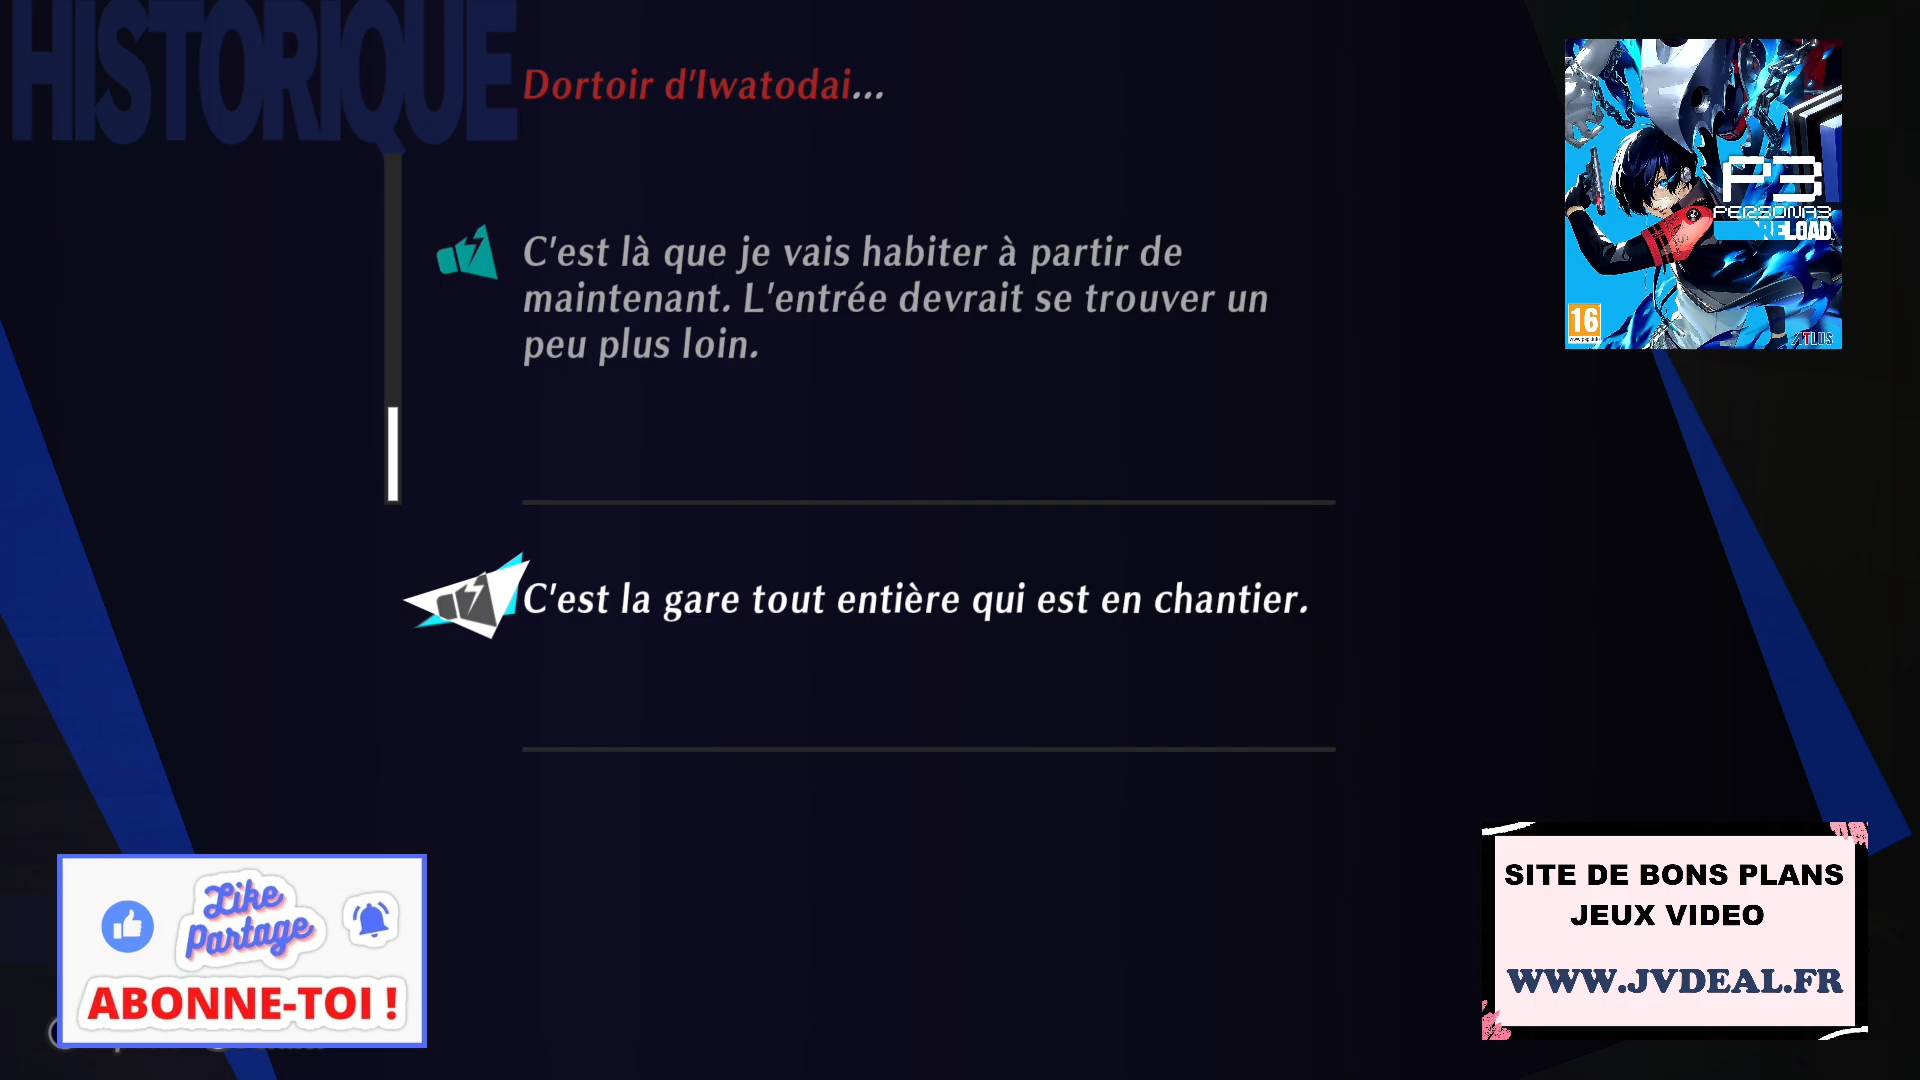 HISTORIQUE
Dortoir d'Iwatodai...
C'est là que je vais habiter à partir de
maintenant. L'entrée devrait se trouver un
peu plus loin.
C'est la gare tout entière qui est en chantier.
P3
PERSONA3
RELOAD
16
ATLUS
Like
Partage
ABONNE-TOI !
SITE DE BONS PLANS
JEUX VIDEO
WWW.JVDEAL.FR